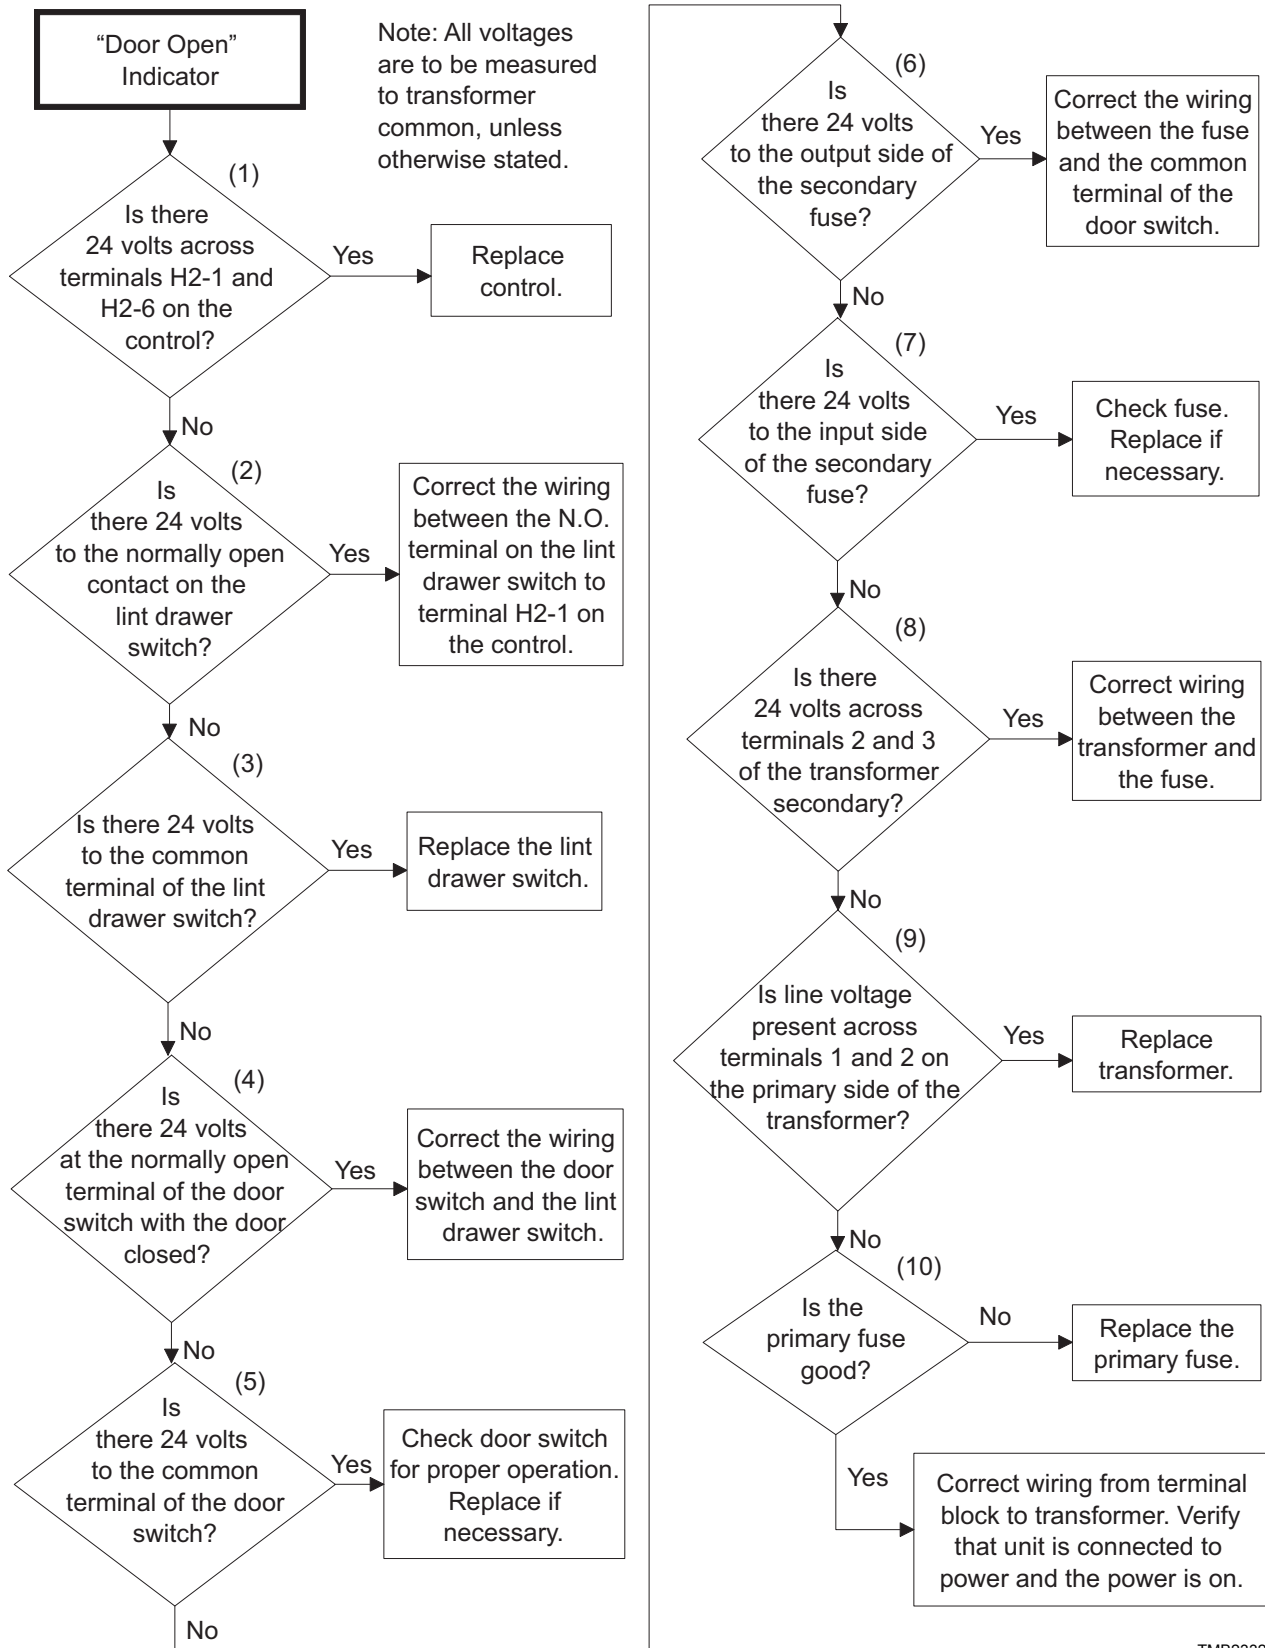 “Door Open”
Indicator
Note: All voltages
are to be measured
to transformer
common, unless
otherwise stated.
(1)
Is there
24 volts across
terminals H2-1 and
H2-6 on the
control?
Yes
Replace
control.
No
(2)
Is
there 24 volts
to the normally open
contact on the
lint drawer
switch?
Yes
Correct the wiring
between the N.O.
terminal on the lint
drawer switch to
terminal H2-1 on
the control.
No
(3)
Is there 24 volts
to the common
terminal of the lint
drawer switch?
Yes
Replace the lint
drawer switch.
No
(4)
Is
there 24 volts
at the normally open
terminal of the door
switch with the door
closed?
Yes
Correct the wiring
between the door
switch and the lint
drawer switch.
No
(5)
Is
there 24 volts
to the common
terminal of the door
switch?
Yes
Check door switch
for proper operation.
Replace if
necessary.
No
(6)
Is
there 24 volts
to the output side of
the secondary
fuse?
Yes
Correct the wiring
between the fuse
and the common
terminal of the
door switch.
No
(7)
Is
there 24 volts
to the input side
of the secondary
fuse?
Yes
Check fuse.
Replace if
necessary.
No
(8)
Is there
24 volts across
terminals 2 and 3
of the transformer
secondary?
Yes
Correct wiring
between the
transformer and
the fuse.
No
(9)
Is line voltage
present across
terminals 1 and 2 on
the primary side of the
transformer?
Yes
Replace
transformer.
No
(10)
Is the
primary fuse
good?
No
Replace the
primary fuse.
Yes
Correct wiring from terminal
block to transformer. Verify
that unit is connected to
power and the power is on.